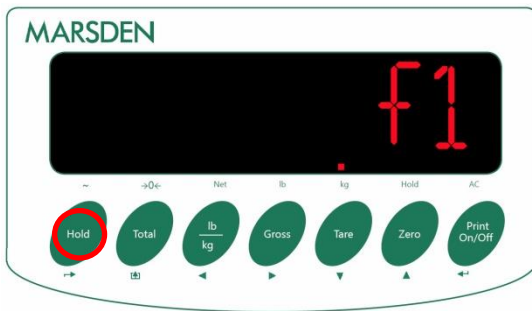 MARSDEN
f1
~ →0← Net lb kg Hold AC
Hold Total lb/kg Gross Tare Zero Print On/Off